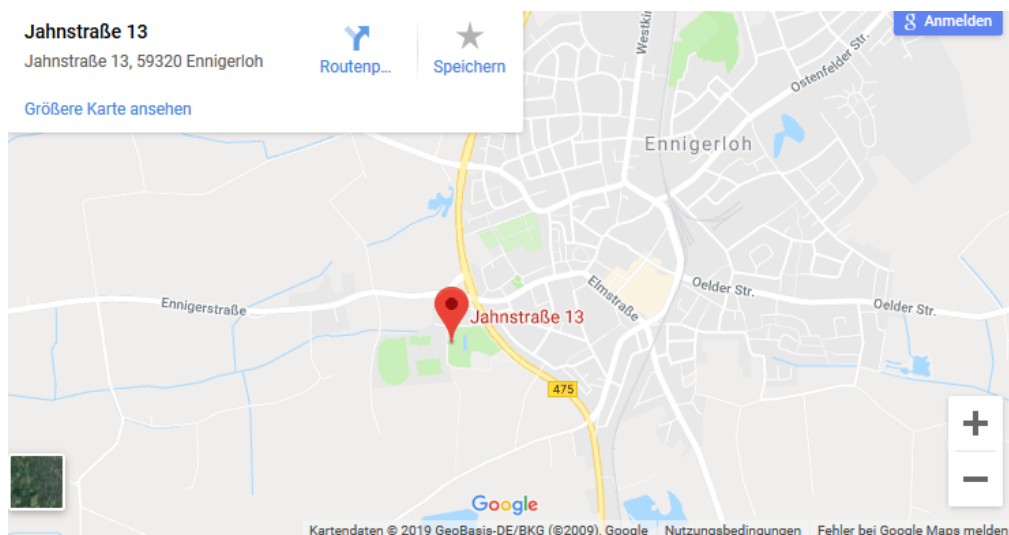 Jahnstraße 13
Jahnstraße 13, 59320 Ennigerloh
Routenp...
Speichern
Größere Karte ansehen
Anmelden
Ostenfelder Str.
Ennigerloh
Ennigerstraße
Jahnstraße 13
Elmstraße
Oelder Str.
Oelder Str.
475
Google
Kartendaten © 2019 GeoBasis-DE/BKG (©2009), Google Nutzungsbedingungen Fehler bei Google Maps melden